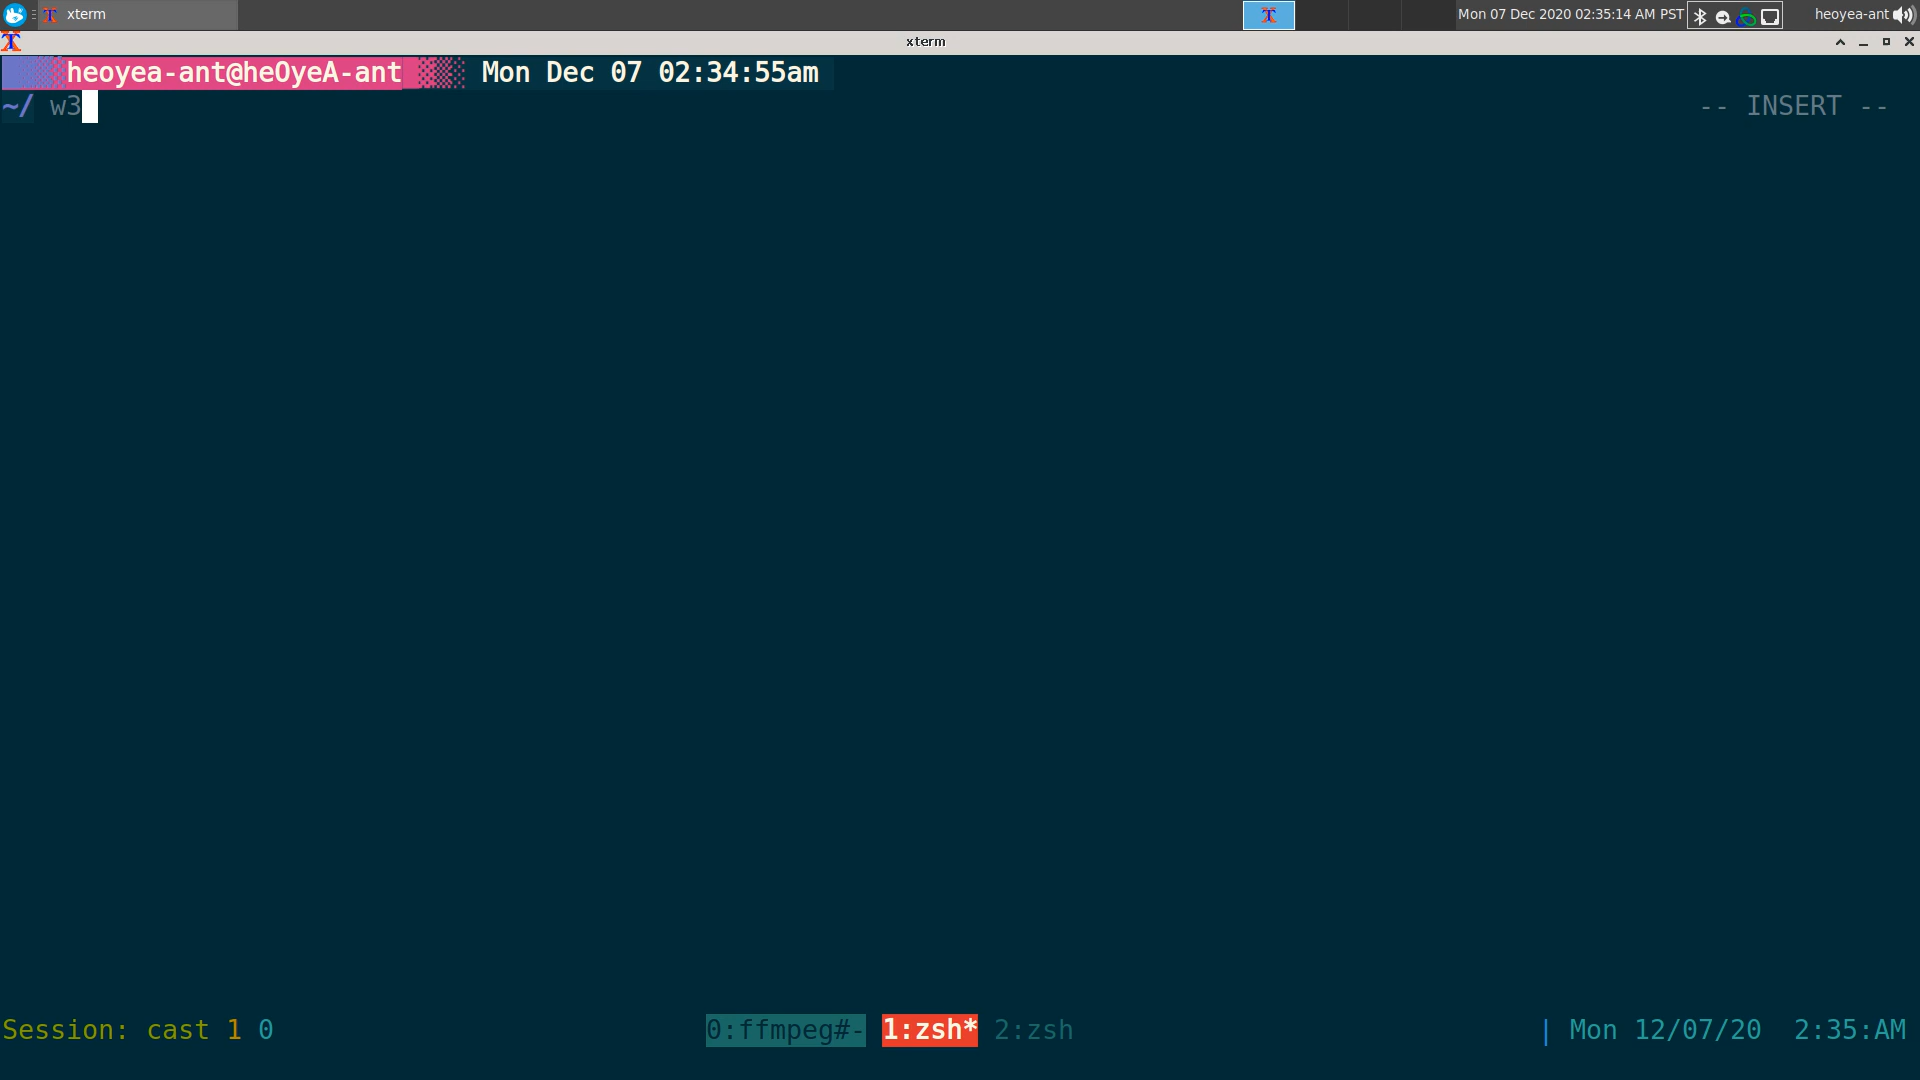 xterm
Mon 07 Dec 2020 02:35:14 AM PST
heoyea-ant
xterm
heoyea-ant@heOyeA-ant Mon Dec 07 02:34:55am
~/ w3 -- INSERT --
Session: cast 1 0 0:ffmpeg#- 1:zsh* 2:zsh | Mon 12/07/20 2:35:AM